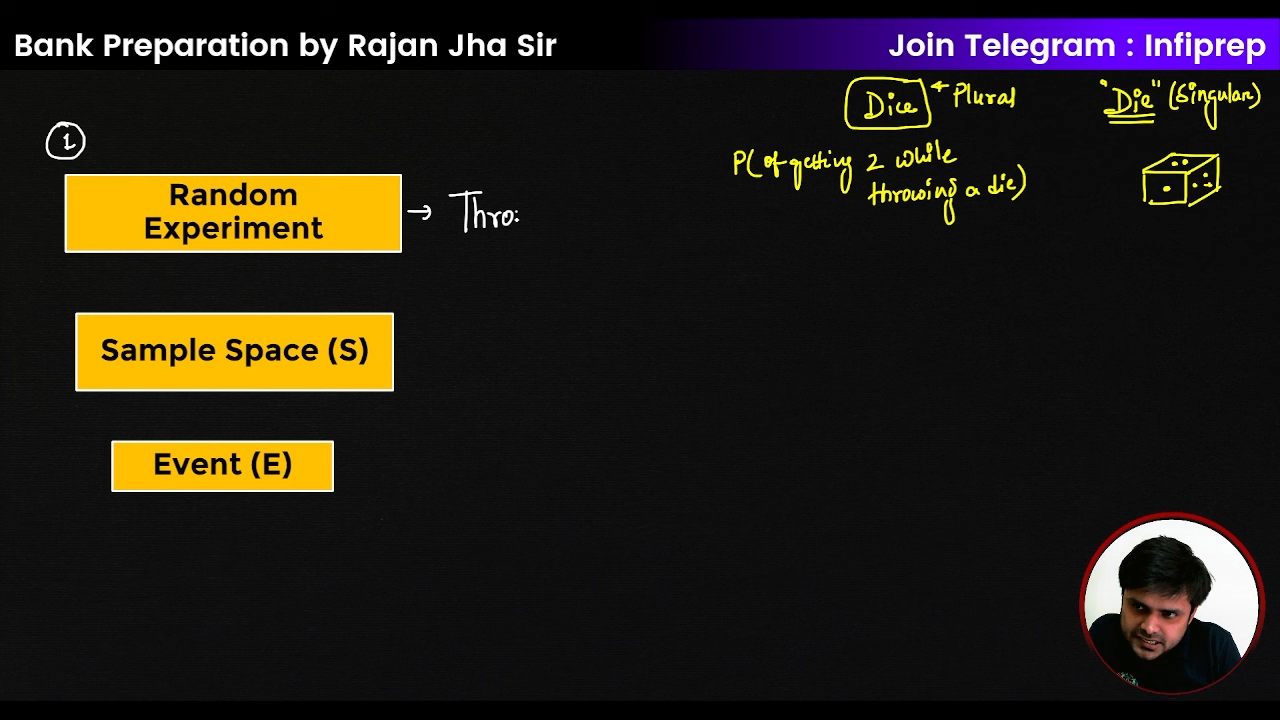 Bank Preparation by Rajan Jha Sir
Join Telegram : Infiprep
Dice ← Plural
"Die" (Singular)
①
P(of getting 2 while
throwing a die)
Random
Experiment
→ Thro
Sample Space (S)
Event (E)